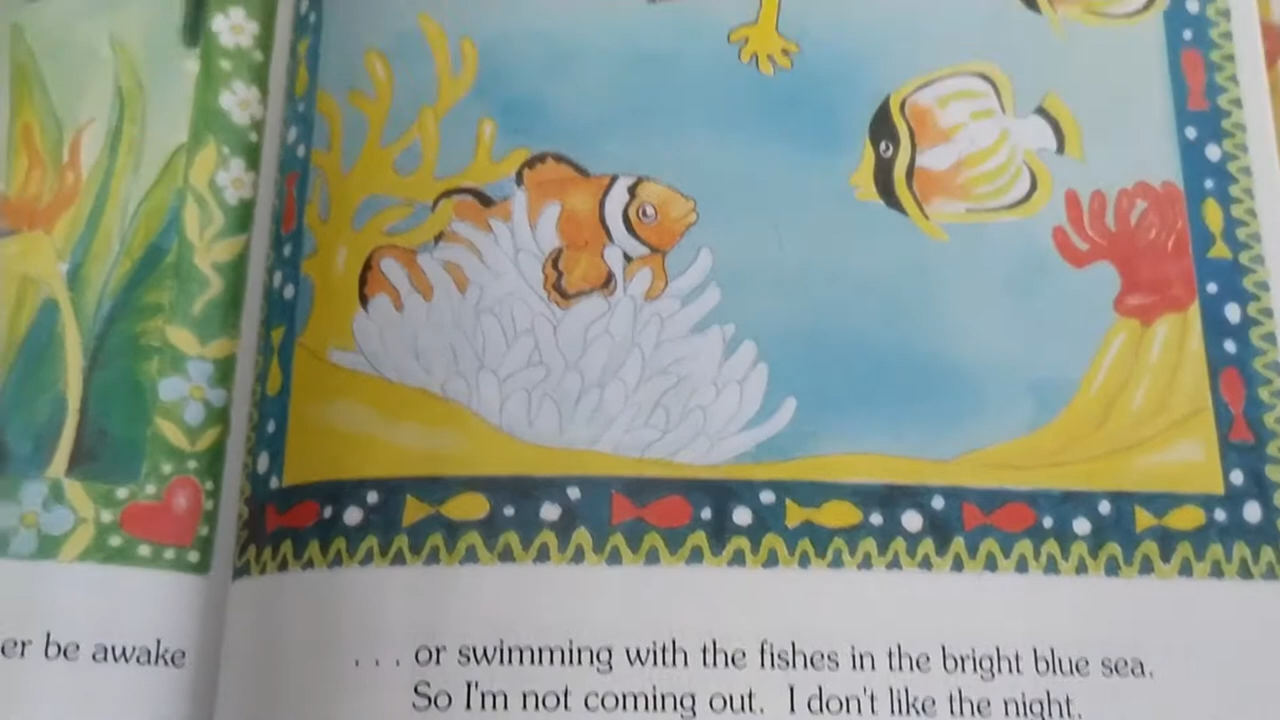 er be awake
. . . or swimming with the fishes in the bright blue sea.
So I'm not coming out. I don't like the night.